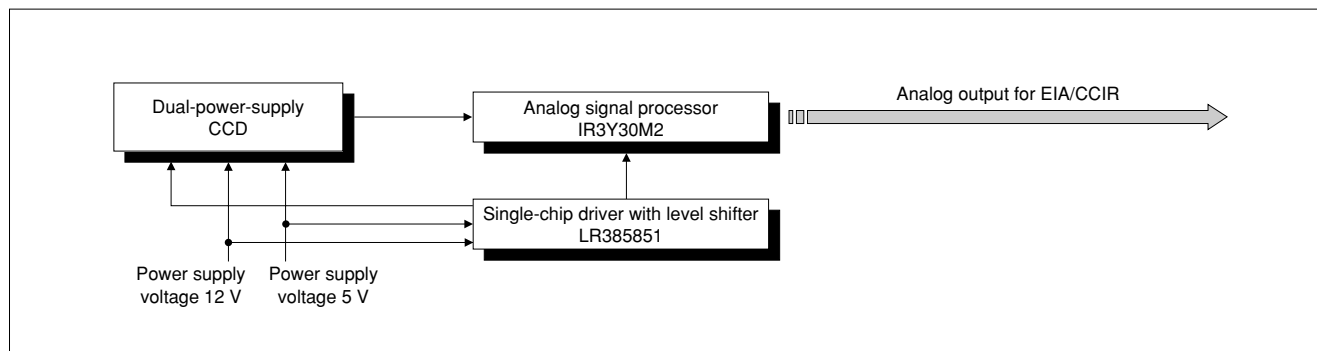 Dual-power-supply
CCD
Analog signal processor
IR3Y30M2
Analog output for EIA/CCIR
Single-chip driver with level shifter
LR385851
Power supply
voltage 12 V
Power supply
voltage 5 V